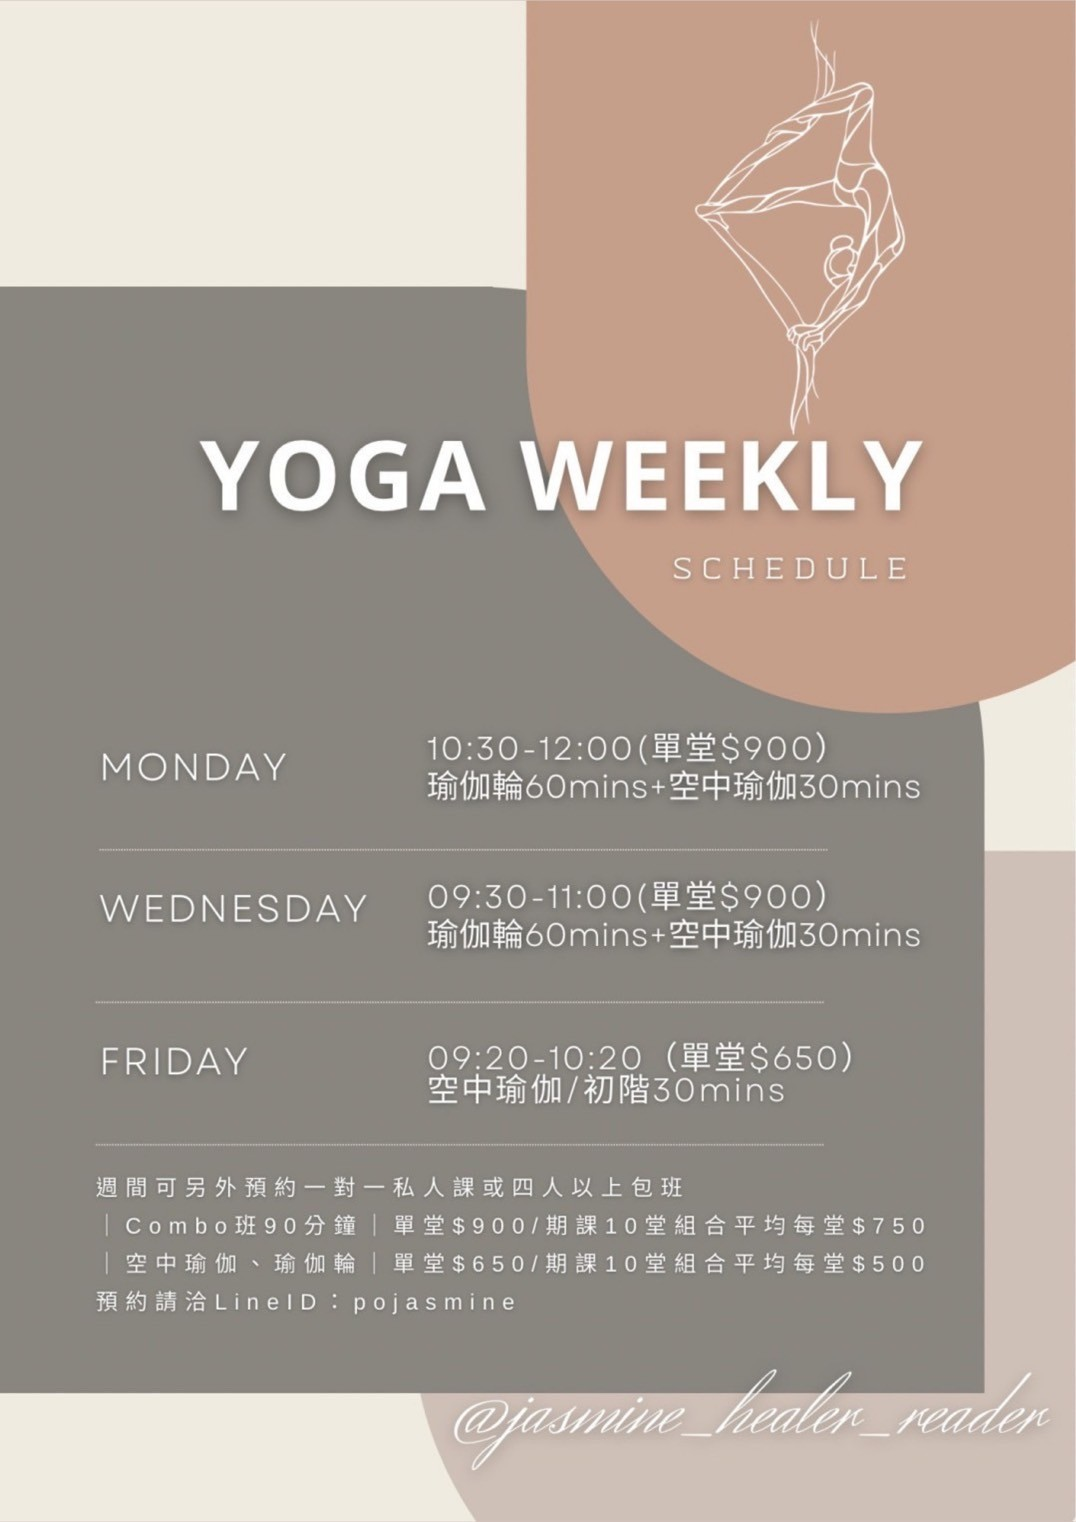 YOGA WEEKLY
SCHEDULE
MONDAY
10:30-12:00(單堂$900)
瑜伽輪60mins+空中瑜伽30mins
WEDNESDAY
09:30-11:00(單堂$900)
瑜伽輪60mins+空中瑜伽30mins
FRIDAY
09:20-10:20（單堂$650）
空中瑜伽/初階30mins
週間可另外預約一對一私人課或四人以上包班
｜Combo班90分鐘｜單堂$900/期課10堂組合平均每堂$750
｜空中瑜伽、瑜伽輪｜單堂$650/期課10堂組合平均每堂$500
預約請洽LineID：pojasmine
@jasmine_healer_reader